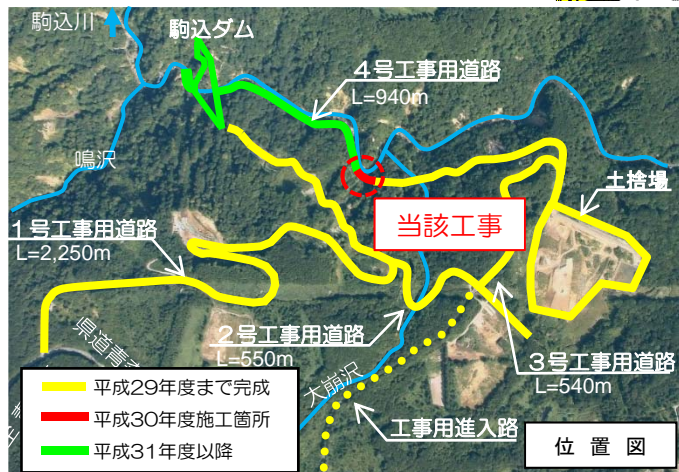 駒込川
駒込ダム
4号工事用道路
L=940m
鳴沢
土捨場
当該工事
1号工事用道路
L=2,250m
2号工事用道路
L=550m
3号工事用道路
L=540m
県道青
大崩沢
工事用進入路
平成29年度まで完成
平成30年度施工箇所
平成31年度以降
位置図